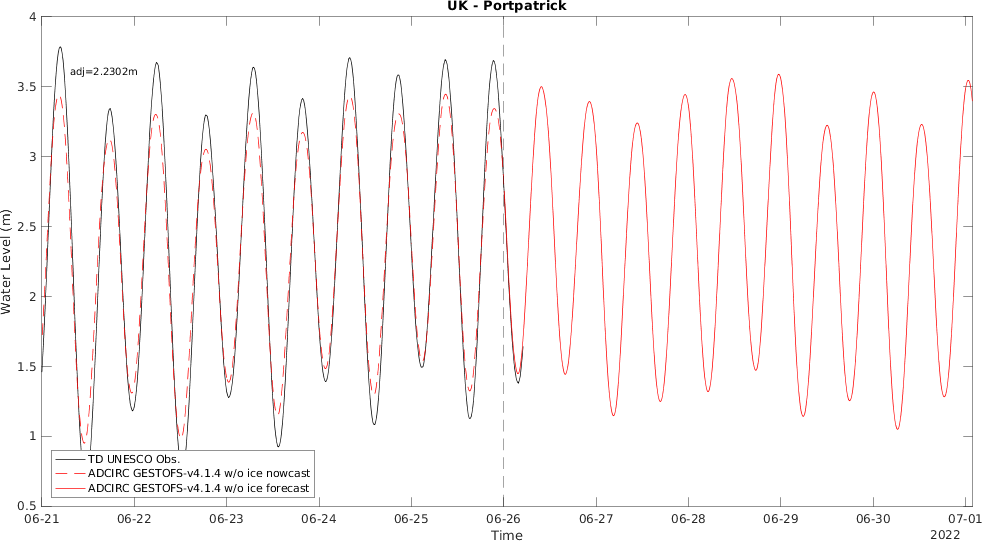 UK - Portpatrick
4
adj=2.2302m
3.5
3
2.5
Water Level (m)
2
1.5
1
TD UNESCO Obs.
ADCIRC GESTOFS-v4.1.4 w/o ice nowcast
ADCIRC GESTOFS-v4.1.4 w/o ice forecast
0.5
06-21 06-22 06-23 06-24 06-25 06-26 06-27 06-28 06-29 06-30 07-01
Time
2022